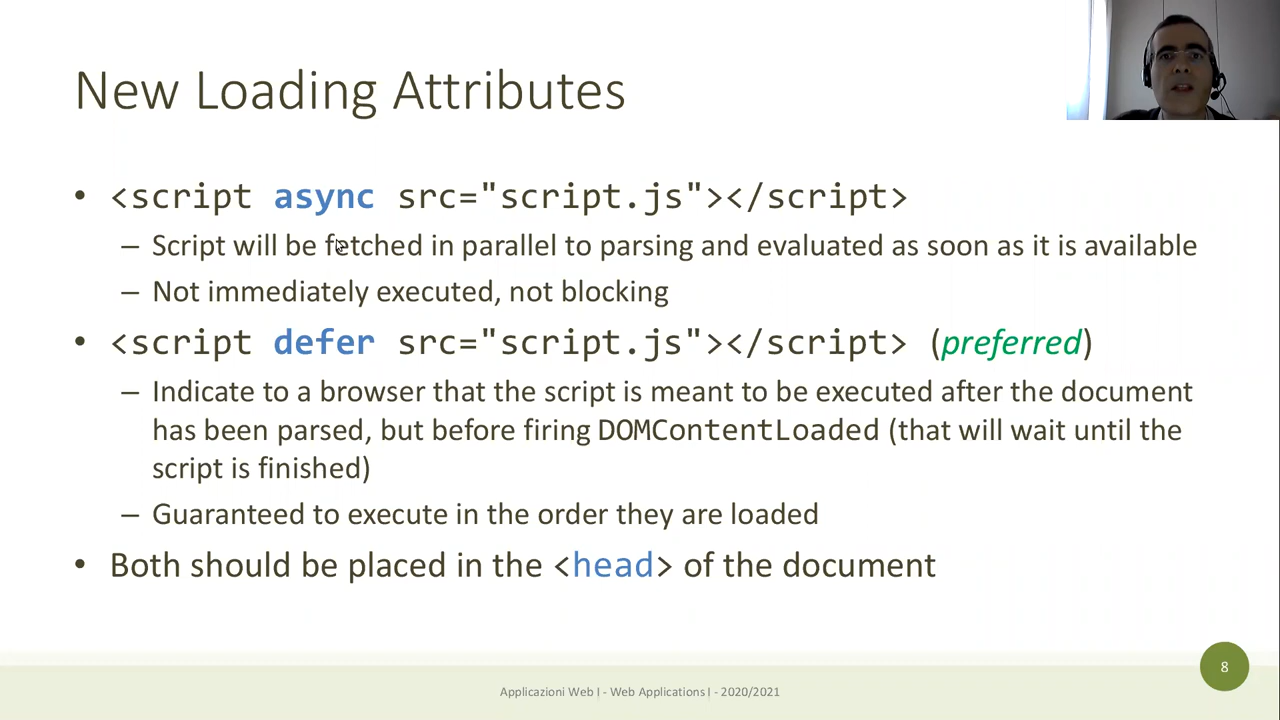 New Loading Attributes
• <script async src="script.js"></script>
– Script will be fetched in parallel to parsing and evaluated as soon as it is available
– Not immediately executed, not blocking
• <script defer src="script.js"></script> (preferred)
– Indicate to a browser that the script is meant to be executed after the document
has been parsed, but before firing DOMContentLoaded (that will wait until the
script is finished)
– Guaranteed to execute in the order they are loaded
• Both should be placed in the <head> of the document
8
Applicazioni Web I - Web Applications I - 2020/2021